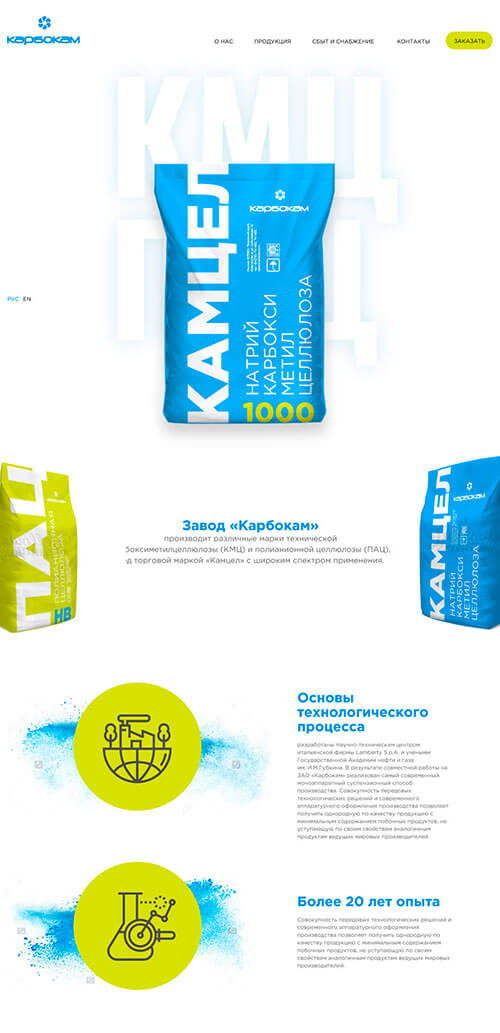 карбокам
О НАС ПРОДУКЦИЯ СБЫТ И СНАБЖЕНИЕ КОНТАКТЫ ЗАКАЗАТЬ
КМЦ
ПАЦ
КАМЦЕЛ
карбокам
НАТРИЙ
КАРБОКСИ
МЕТИЛ
ЦЕЛЛЮЛОЗА
1000
РУС EN
ПАЦ
ПОЛИАНИОННАЯ
ЦЕЛЛЮЛОЗА
НВ
Завод «Карбокам»
производит различные марки технической
боксиметилцеллюлозы (КМЦ) и полианионной целлюлозы (ПАЦ),
д торговой маркой «Камцел» с широким спектром применения.
КАМЦЕЛ
карбокам
НАТРИЙ
КАРБОКСИ
МЕТИЛ
ЦЕЛЛЮЛОЗА
Основы
технологического
процесса
разработаны Научно-техническим центром
итальянской фирмы Lamberty S.p.A. и учеными
Государственной Академии нефти и газа
им. И.М.Губкина. В результате совместной работы на
ЗАО «Карбокам» реализован самый современный
моноаппаратный суспензионный способ
производства. Совокупность передовых
технологических решений и современного
аппаратурного оформления производства позволяет
получить однородную по качеству продукцию с
минимальным содержанием побочных продуктов, не
уступающую по своим свойствам аналогичным
продуктам ведущих мировых производителей.
Более 20 лет опыта
Совокупность передовых технологических решений и
современного аппаратурного оформления
производства позволяет получить однородную по
качеству продукцию с минимальным содержанием
побочных продуктов, не уступающую по своим
свойствам аналогичным продуктам ведущих мировых
производителей.